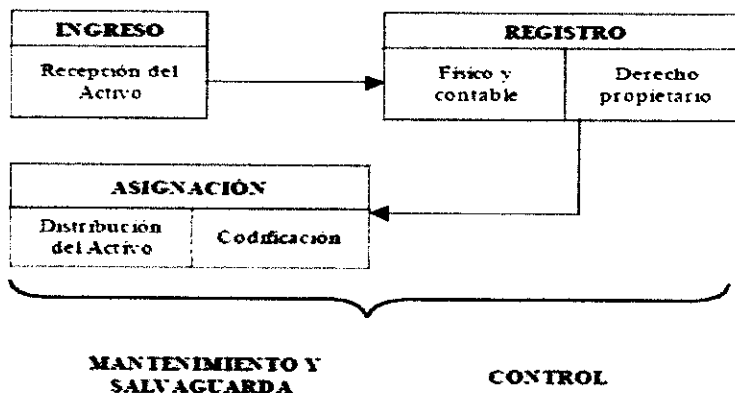 INGRESO
Recepción del
Activo
REGISTRO
Físico y
contable
Derecho
propietario
ASIGNACIÓN
Distribución
del Activo
Codificación
MANTENIMIENTO Y
SALVAGUARDA
CONTROL